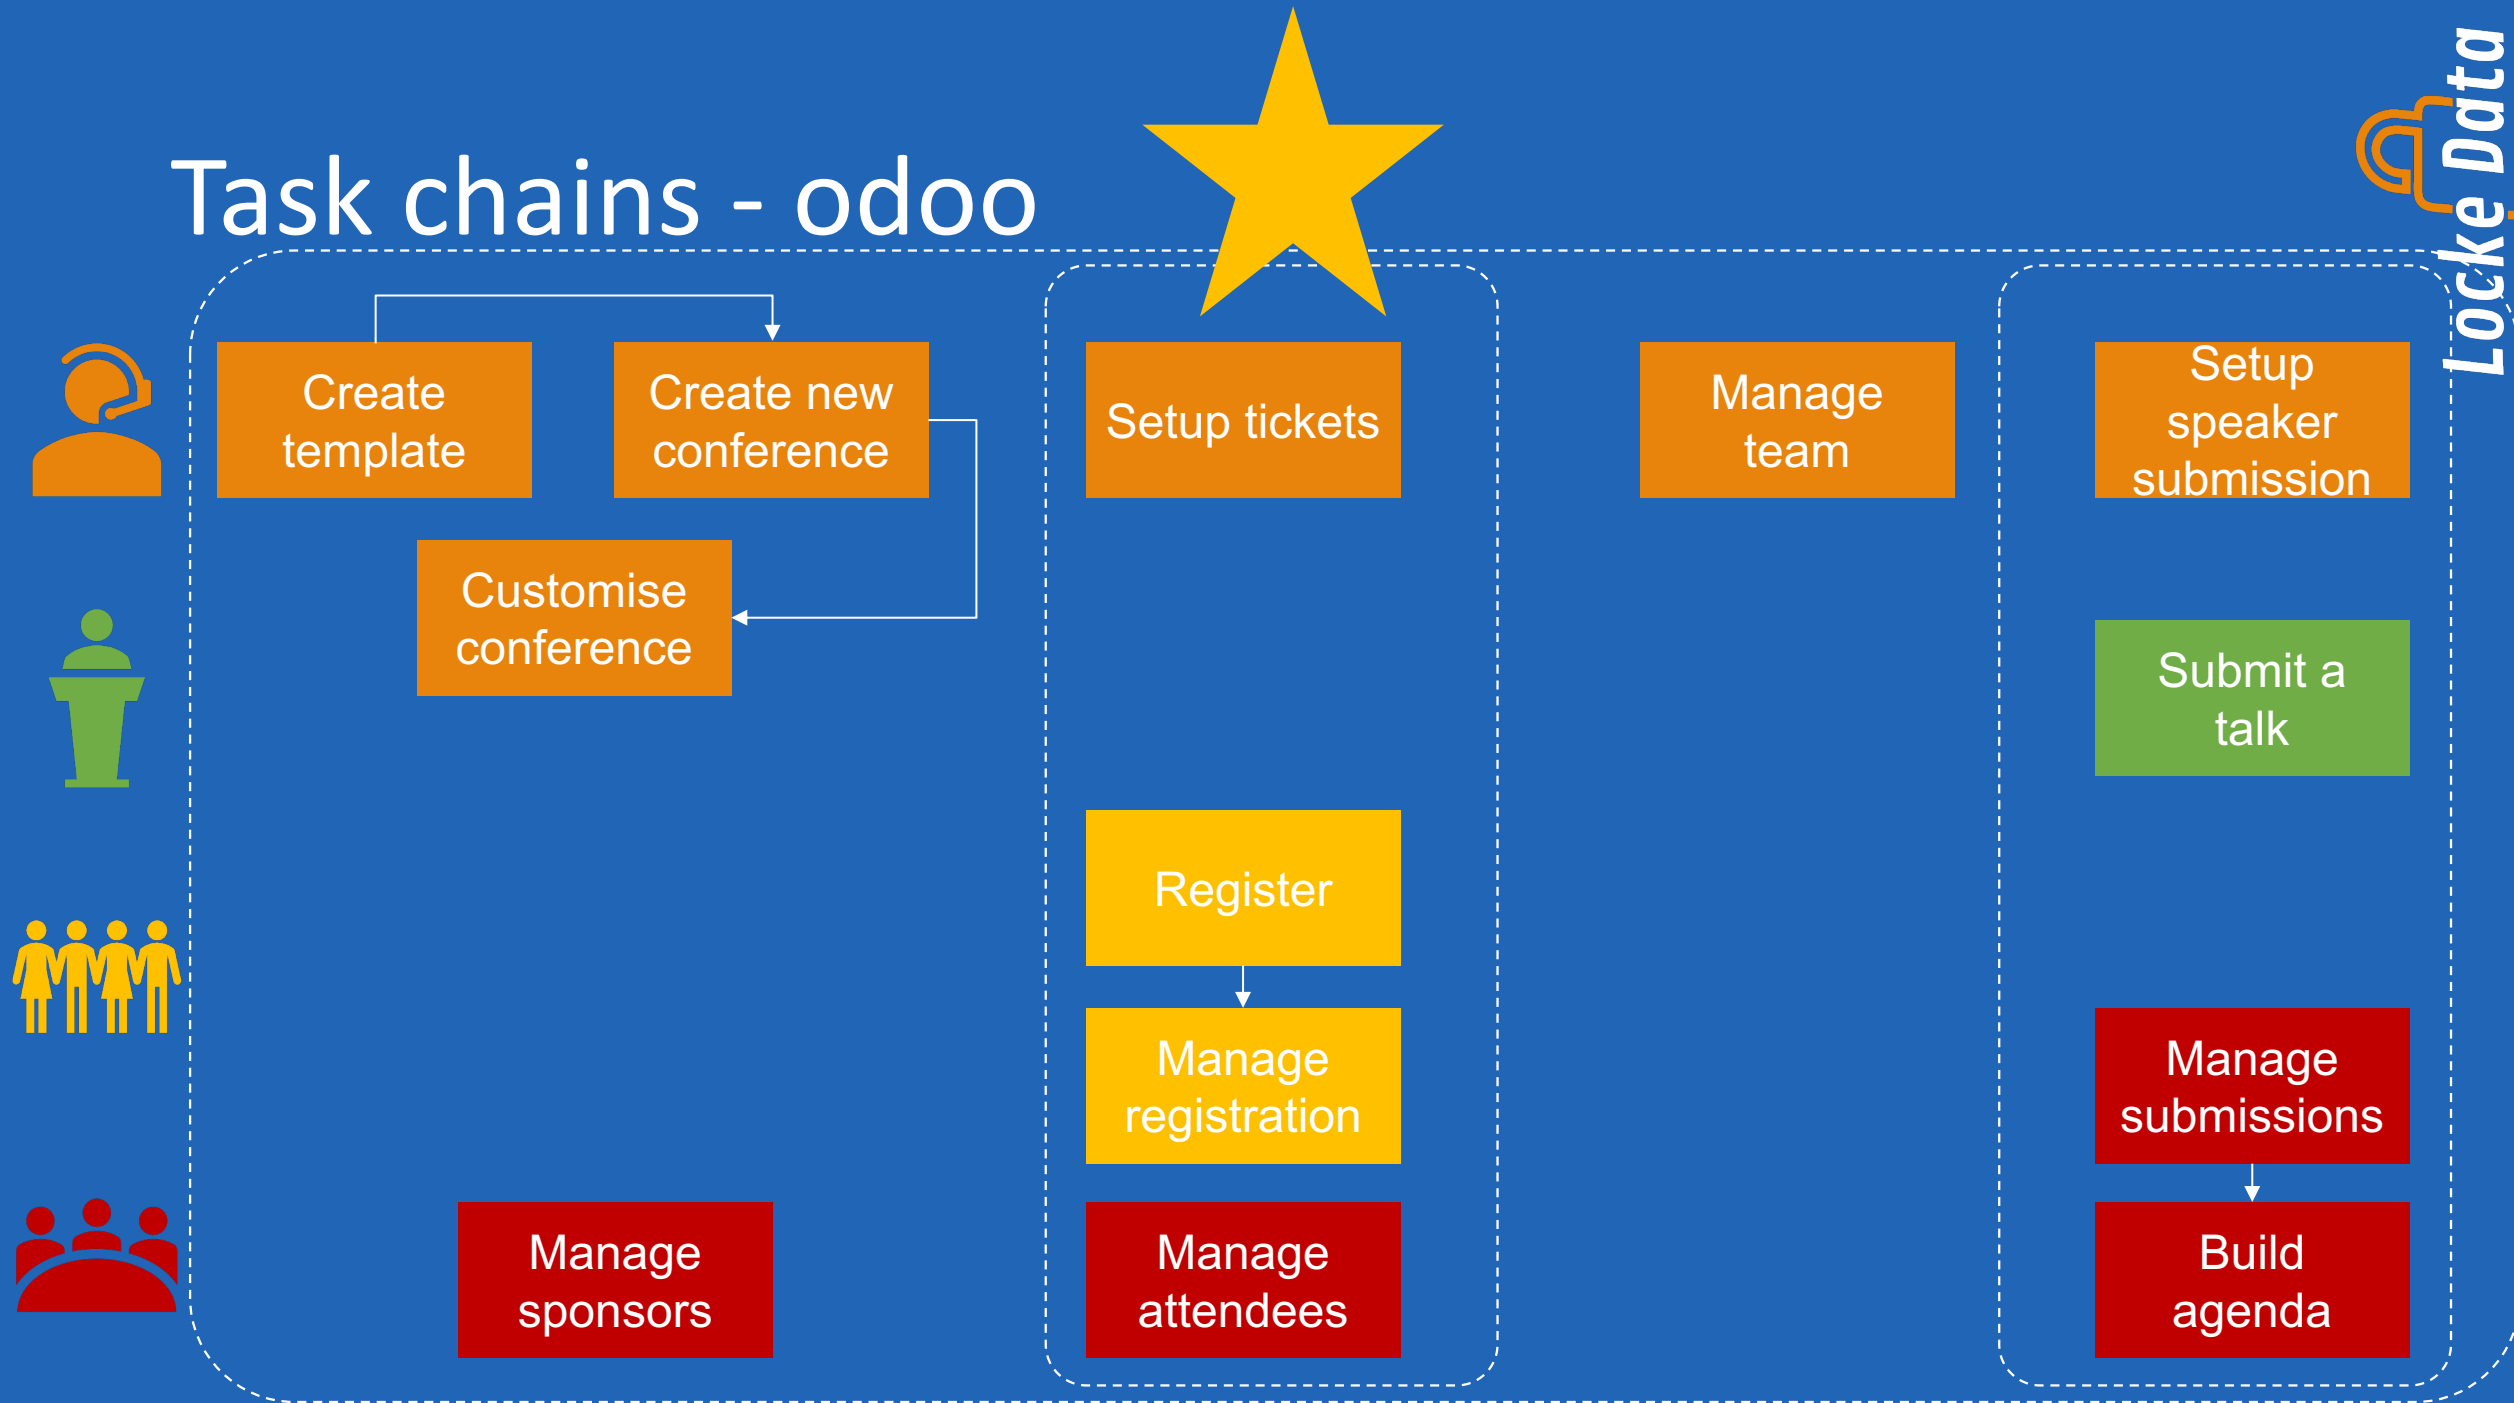 Task chains - odoo
Locke Data
Create
template
Create new
conference
Setup tickets
Manage
team
Setup
speaker
submission
Customise
conference
Submit a
talk
Register
Manage
registration
Manage
submissions
Manage
sponsors
Manage
attendees
Build
agenda